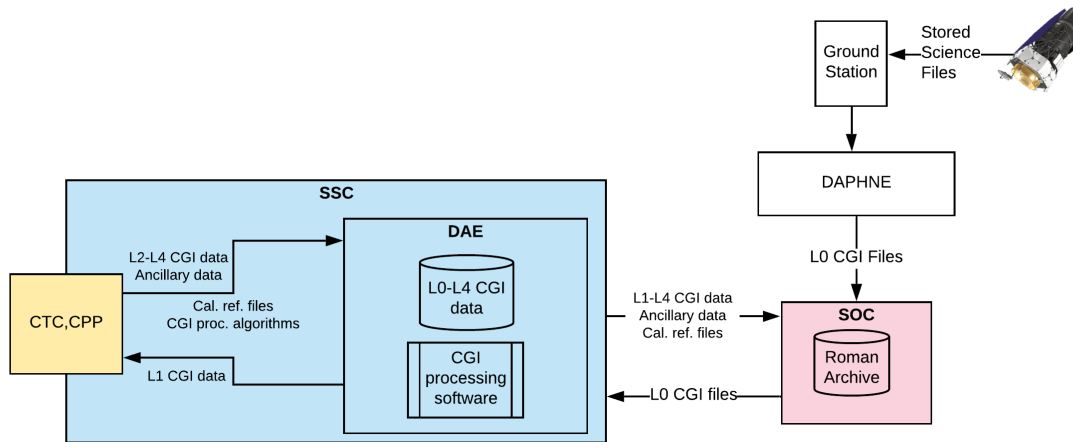 Stored
Science
Files
Ground
Station
DAPHNE
L0 CGI Files
SSC
DAE
L2-L4 CGI data
Ancillary data
Cal. ref. files
CGI proc. algorithms
CTC,CPP
L1 CGI data
L0-L4 CGI
data
CGI
processing
software
L1-L4 CGI data
Ancillary data
Cal. ref. files
L0 CGI files
SOC
Roman
Archive